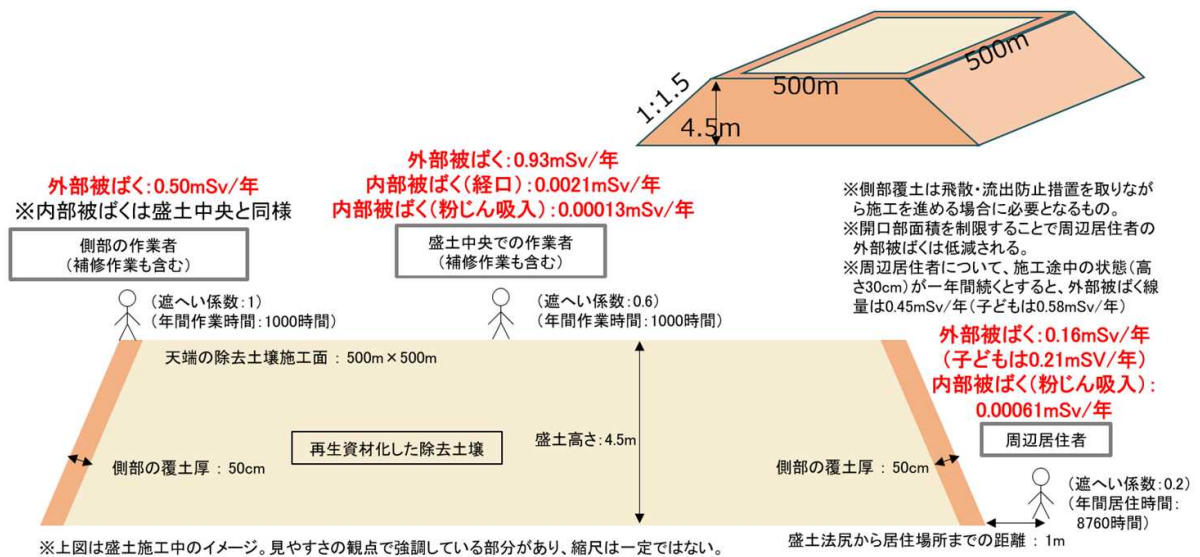 500m
500m
1:1.5
4.5m
外部被ばく:0.50mSv/年
※内部被ばくは盛土中央と同様
側部の作業者
(補修作業も含む)
(遮へい係数:1)
(年間作業時間:1000時間)
外部被ばく:0.93mSv/年
内部被ばく(経口):0.0021mSv/年
内部被ばく(粉じん吸入):0.00013mSv/年
盛土中央での作業者
(補修作業も含む)
(遮へい係数:0.6)
(年間作業時間:1000時間)
※側部覆土は飛散・流出防止措置を取りなが
ら施工を進める場合に必要となるもの。
※開口部面積を制限することで周辺居住者の
外部被ばくは低減される。
※周辺居住者について、施工途中の状態(高
さ30cm)が一年間続くとすると、外部被ばく線
量は0.45mSv/年(子どもは0.58mSv/年)
外部被ばく:0.16mSv/年
(子どもは0.21mSV/年)
内部被ばく(粉じん吸入):
0.00061mSv/年
周辺居住者
(遮へい係数:0.2)
(年間居住時間:
8760時間)
天端の除去土壌施工面 : 500m×500m
盛土高さ:4.5m
再生資材化した除去土壌
側部の覆土厚 : 50cm
側部の覆土厚 : 50cm
盛土法尻から居住場所までの距離 : 1m
※上図は盛土施工中のイメージ。見やすさの観点で強調している部分があり、縮尺は一定ではない。